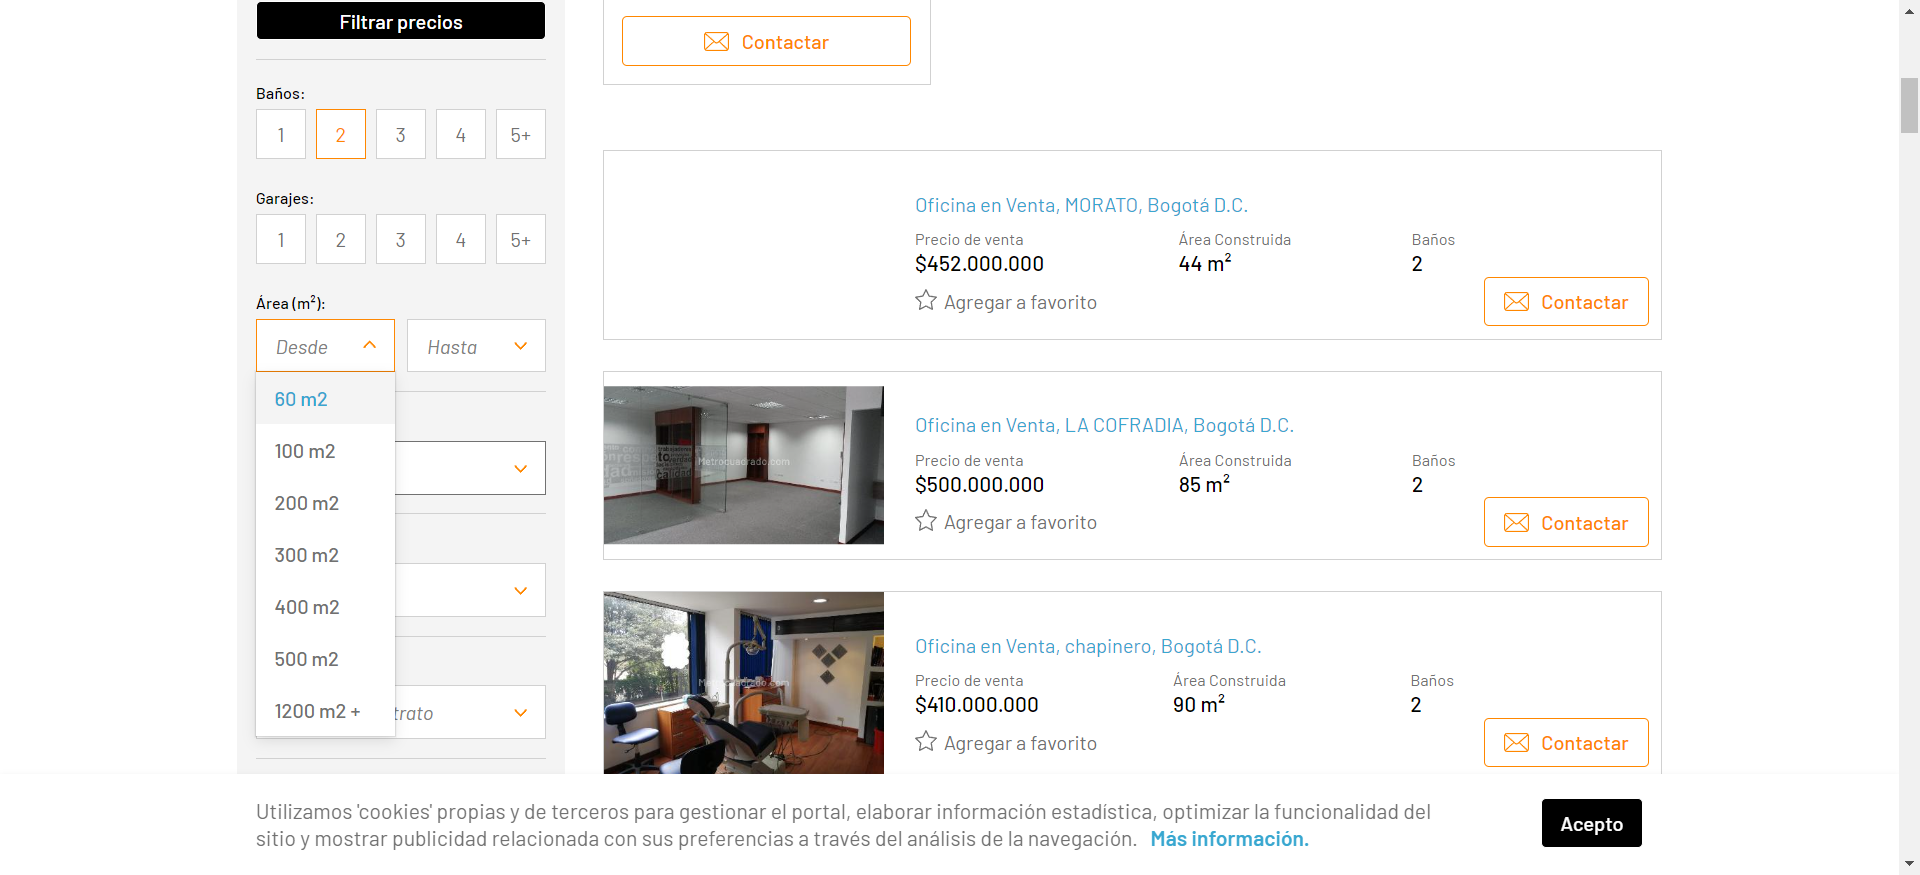 Filtrar precios
Baños:
1 2 3 4 5+
Garajes:
1 2 3 4 5+
Área (m²):
Desde Hasta
60 m2
100 m2
200 m2
300 m2
400 m2
500 m2
1200 m2 +
Contactar
Oficina en Venta, MORATO, Bogotá D.C.
Precio de venta Área Construida Baños
$452.000.000 44 m² 2
Agregar a favorito
Contactar
Metrocuadrado.com
Oficina en Venta, LA COFRADIA, Bogotá D.C.
Precio de venta Área Construida Baños
$500.000.000 85 m² 2
Agregar a favorito
Contactar
Oficina en Venta, chapinero, Bogotá D.C.
Precio de venta Área Construida Baños
$410.000.000 90 m² 2
Agregar a favorito
Contactar
Utilizamos 'cookies' propias y de terceros para gestionar el portal, elaborar información estadística, optimizar la funcionalidad del
sitio y mostrar publicidad relacionada con sus preferencias a través del análisis de la navegación. Más información.
Acepto